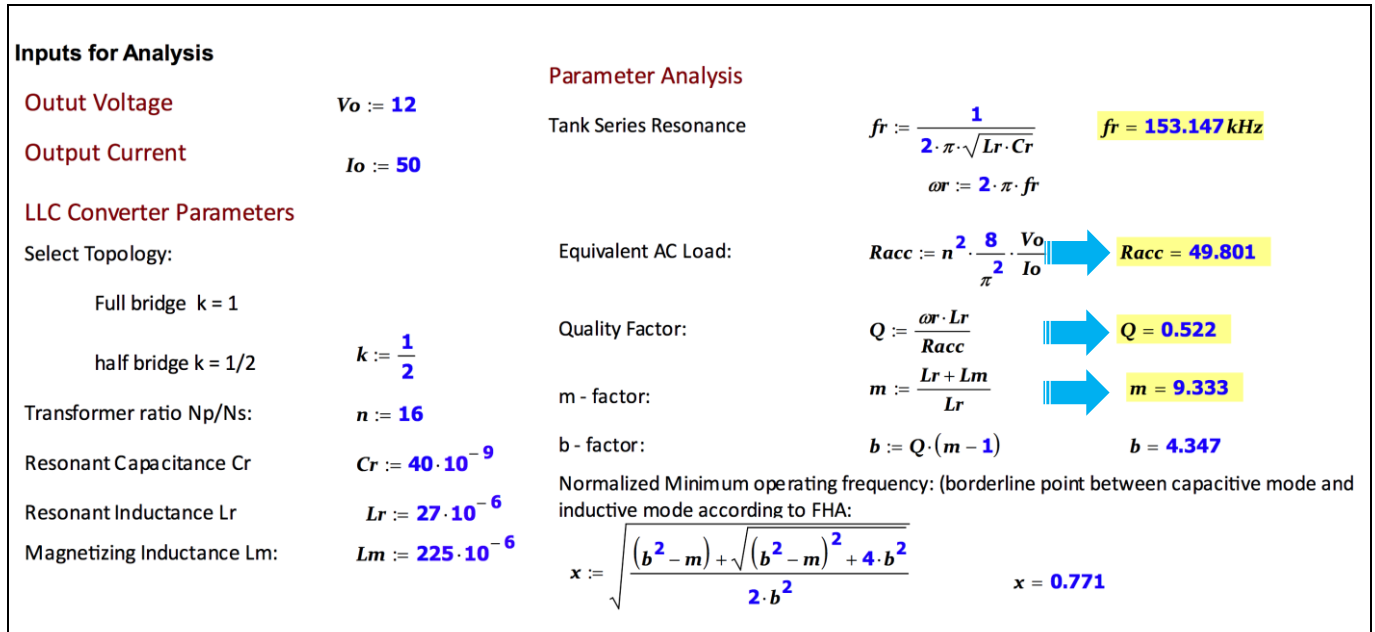 Inputs for Analysis
Outut Voltage
Vo := 12
Output Current
Io := 50
LLC Converter Parameters
Select Topology:
Full bridge k = 1
half bridge k = 1/2
k := 1/2
Transformer ratio Np/Ns:
n := 16
Resonant Capacitance Cr
Cr := 40·10^-9
Resonant Inductance Lr
Lr := 27·10^-6
Magnetizing Inductance Lm:
Lm := 225·10^-6
Parameter Analysis
Tank Series Resonance
fr := 1/(2·π·√(Lr·Cr))
fr = 153.147 kHz
ωr := 2·π·fr
Equivalent AC Load:
Racc := n^2·8/π^2·Vo/Io
Racc = 49.801
Quality Factor:
Q := ωr·Lr/Racc
Q = 0.522
m - factor:
m := (Lr + Lm)/Lr
m = 9.333
b - factor:
b := Q·(m − 1)
b = 4.347
Normalized Minimum operating frequency: (borderline point between capacitive mode and
inductive mode according to FHA:
x := √(((b^2 − m) + √((b^2 − m)^2 + 4·b^2))/(2·b^2))
x = 0.771